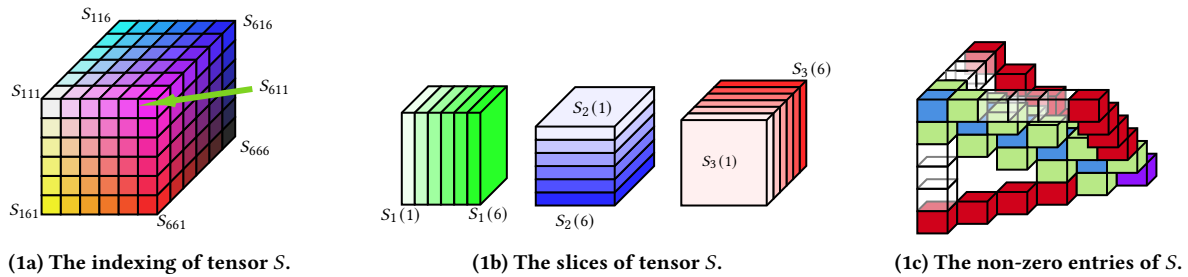 S₁₁₆
S₆₁₆
S₁₁₁
S₆₁₁
S₆₆₆
S₁₆₁
S₆₆₁
(1a) The indexing of tensor S.
S₁(1)
S₁(6)
S₂(1)
S₂(6)
S₃(6)
S₃(1)
(1b) The slices of tensor S.
(1c) The non-zero entries of S.